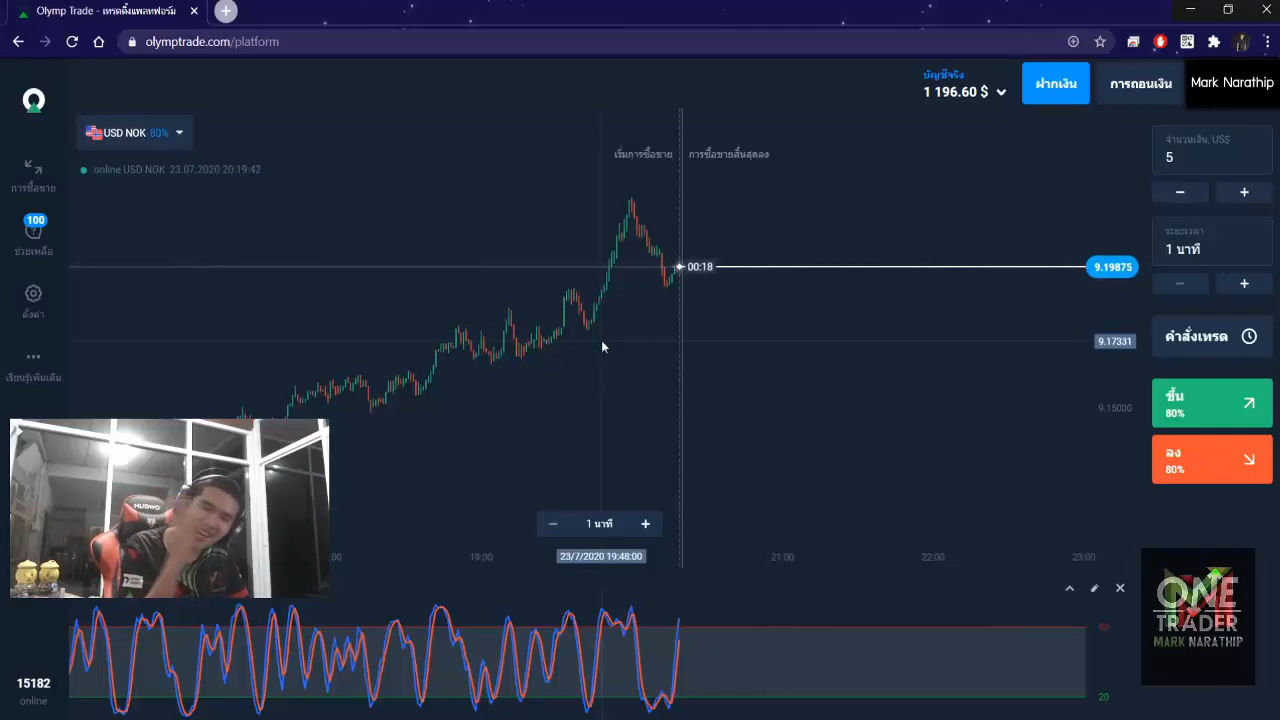 Olymp Trade - เทรดดิ้งแพลทฟอร์ม
olymptrade.com/platform
บัญชีจริง
1 196.60 $
ฝากเงิน
การถอนเงิน
Mark Narathip
USD NOK 80%
online USD NOK 23.07.2020 20:19:42
เริ่มการซื้อขาย
การซื้อขายสิ้นสุดลง
จำนวนเงิน, US$
5
การซื้อขาย
100
ช่วยเหลือ
ระยะเวลา
1 นาที
00:18
9.19875
ตั้งค่า
คำสั่งเทรด
9.17331
เรียนรู้เพิ่มเติม
ขึ้น
80%
9.15000
ลง
80%
HUBWO
1 นาที
19:00
23/7/2020 19:48:00
21:00
22:00
23:00
ONE
TRADER
MARK NARATHIP
80
20
15182
online